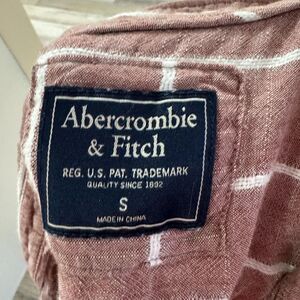 Abercrombie
& Fitch
REG. U.S. PAT. TRADEMARK
QUALITY SINCE 1892
S
MADE IN CHINA